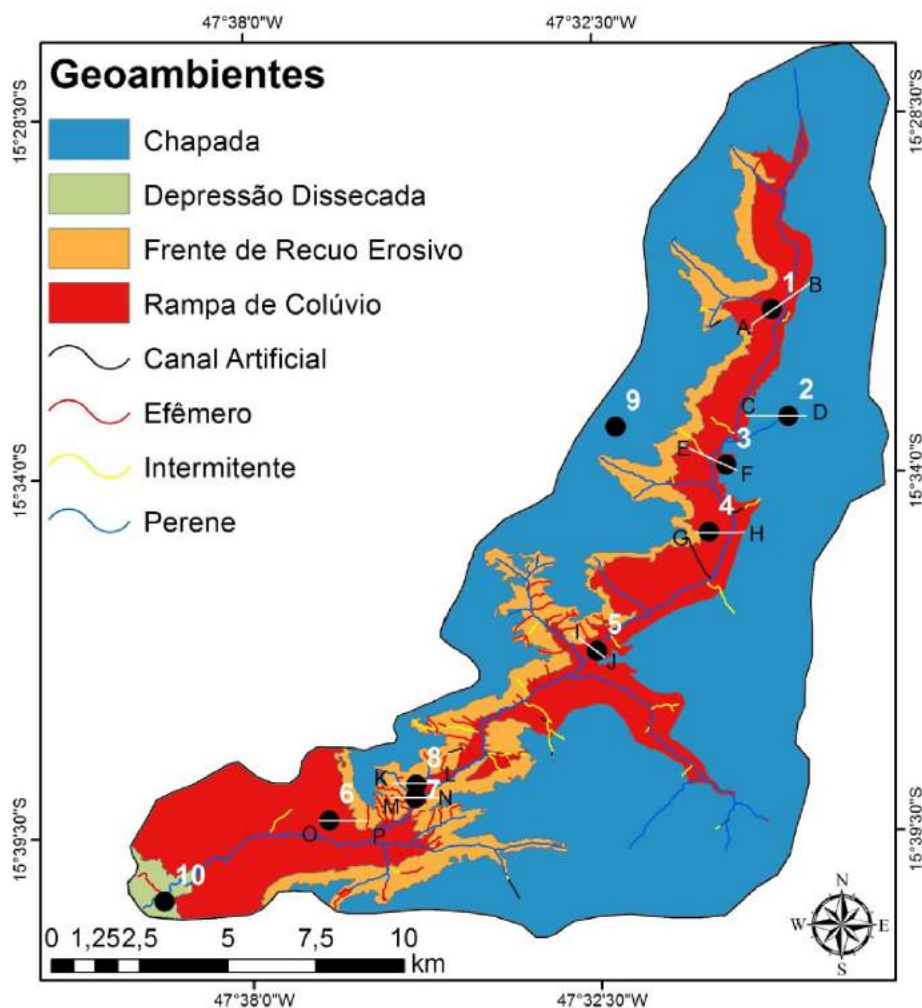 47°38'0"W 47°32'30"W
Geoambientes
Chapada
Depressão Dissecada
Frente de Recuo Erosivo
Rampa de Colúvio
Canal Artificial
Efêmero
Intermitente
Perene
15°28'30"S 15°28'30"S
15°34'0"S 15°34'0"S
15°39'30"S 15°39'30"S
1 B
A
9 2
C D
3
E F
4
G H
5
I J
8
K L
7
M N
6
O P
10
N
W E
S
0 1,25 2,5 5 7,5 10
km
47°38'0"W 47°32'30"W